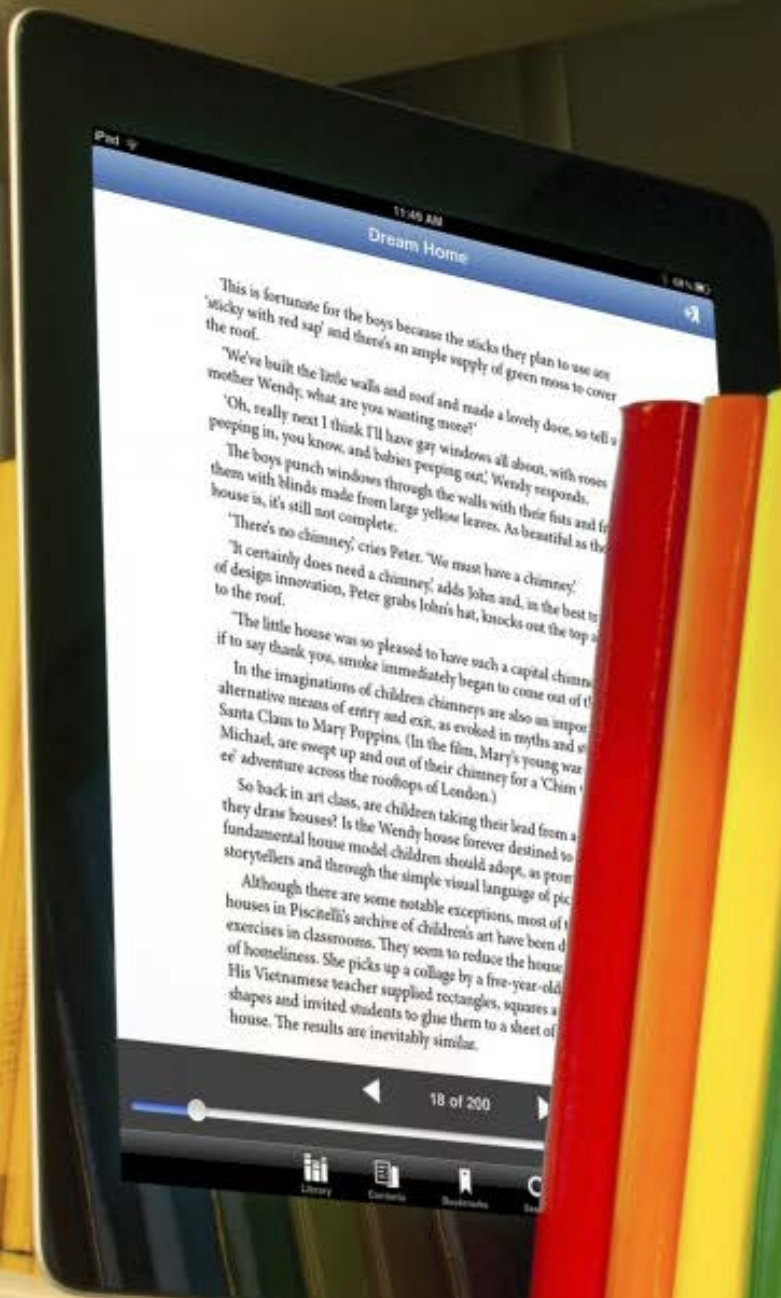 iPad
11:49 AM
68%
Dream Home
This is fortunate for the boys because the sticks they plan to use are
'sticky with red sap' and there's an ample supply of green moss to cover
the roof.
'We've built the little walls and roof and made a lovely door, so tell u
mother Wendy, what are you wanting more?'
'Oh, really next I think I'll have gay windows all about, with roses
peeping in, you know, and babies peeping out,' Wendy responds.
The boys punch windows through the walls with their fists and fr
them with blinds made from large yellow leaves. As beautiful as the
house is, it's still not complete.
'There's no chimney,' cries Peter. 'We must have a chimney.'
'It certainly does need a chimney,' adds John and, in the best tr
of design innovation, Peter grabs John's hat, knocks out the top a
to the roof.
'The little house was so pleased to have such a capital chimn
if to say thank you, smoke immediately began to come out of t
In the imaginations of children chimneys are also an impor
alternative means of entry and exit, as evoked in myths and st
Santa Claus to Mary Poppins. (In the film, Mary's young war
Michael, are swept up and out of their chimney for a 'Chim
ee' adventure across the rooftops of London.)
So back in art class, are children taking their lead from a
they draw houses? Is the Wendy house forever destined to
fundamental house model children should adopt, as prom
storytellers and through the simple visual language of pic
Although there are some notable exceptions, most of t
houses in Piscitelli's archive of children's art have been d
exercises in classrooms. They seem to reduce the house
of homeliness. She picks up a collage by a five-year-old
His Vietnamese teacher supplied rectangles, squares a
shapes and invited students to glue them to a sheet of
house. The results are inevitably similar.
18 of 200
Library Contents Bookmarks